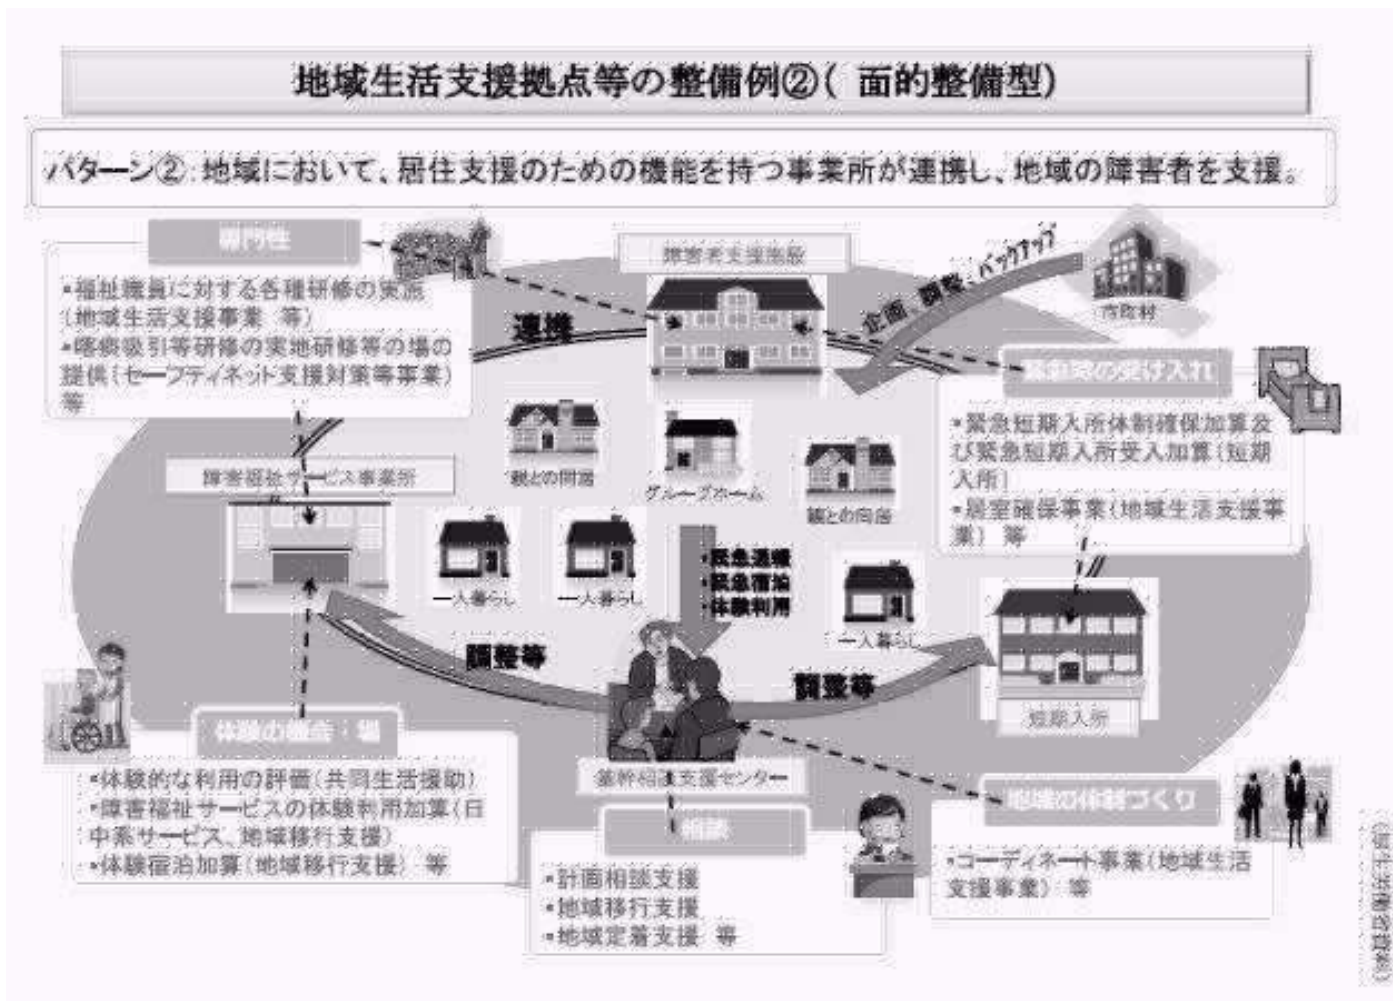 地域生活支援拠点等の整備例②(面的整備型)
パターン②:地域において、居住支援のための機能を持つ事業所が連携し、地域の障害者を支援。
専門性
・福祉職員に対する各種研修の実施
(地域生活支援事業 等)
・喀痰吸引等研修の実地研修等の場の
提供(セーフティネット支援対策等事業)
等
障害者支援施設
連携
企画、調整、バックアップ
市町村
緊急時の受け入れ
・緊急短期入所体制確保加算及
び緊急短期入所受入加算(短期
入所)
・居室確保事業(地域生活支援事
業) 等
障害福祉サービス事業所
親との同居
グループホーム
親との同居
一人暮らし
一人暮らし
・緊急通報
・緊急宿泊
・体験利用
一人暮らし
調整等
調整等
短期入所
体験の機会・場
・体験的な利用の評価(共同生活援助)
・障害福祉サービスの体験利用加算(日
中系サービス、地域移行支援)
・体験宿泊加算(地域移行支援) 等
基幹相談支援センター
相談
・計画相談支援
・地域移行支援
・地域定着支援 等
地域の体制づくり
・コーディネート事業(地域生活
支援事業) 等
(厚生労働省資料)